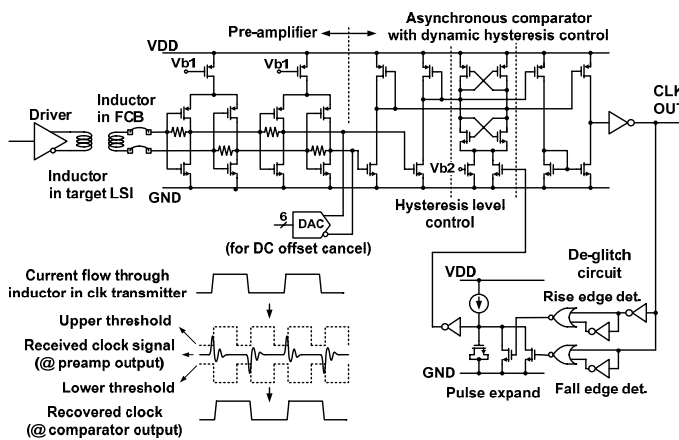 Asynchronous comparator
Pre-amplifier
with dynamic hysteresis control
VDD
Vb1
Vb1
CLK
OUT
Driver
Inductor
in FCB
Inductor
in target LSI
GND
Vb2
Hysteresis level
control
6
DAC
(for DC offset cancel)
De-glitch
circuit
Current flow through
inductor in clk transmitter
VDD
Rise edge det.
Upper threshold
Received clock signal
(@ preamp output)
Lower threshold
GND
Pulse expand
Fall edge det.
Recovered clock
(@ comparator output)